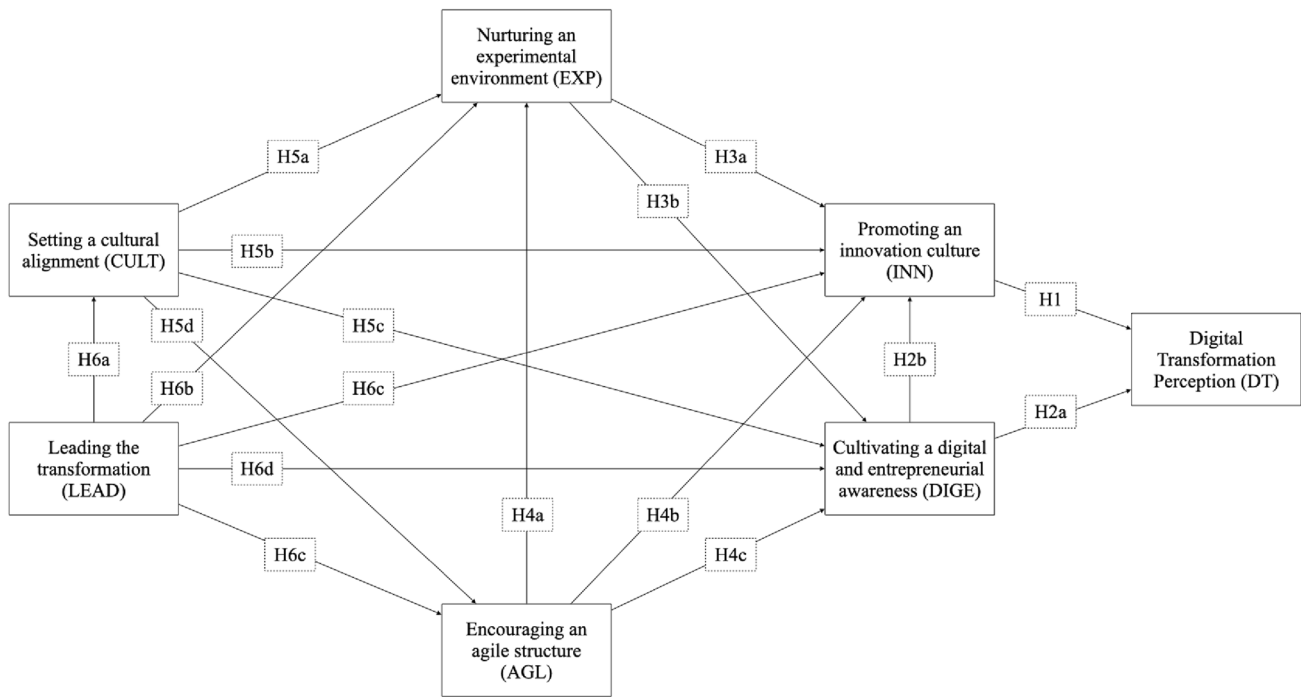 Nurturing an
experimental
environment (EXP)
H5a
H3a
H3b
Setting a cultural
alignment (CULT)
H5b
Promoting an
innovation culture
(INN)
H5d
H5c
H1
H6a
H6b
H6c
H2b
Digital
Transformation
Perception (DT)
H2a
Leading the
transformation
(LEAD)
H6d
Cultivating a digital
and entrepreneurial
awareness (DIGE)
H4a
H4b
H6c
H4c
Encouraging an
agile structure
(AGL)